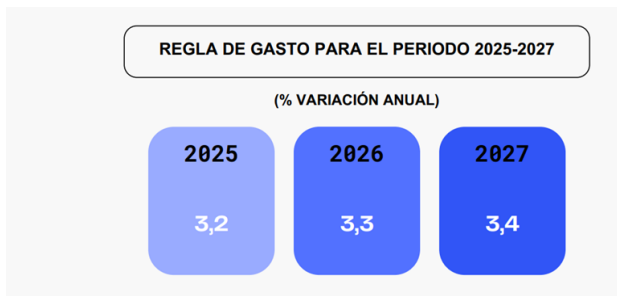 REGLA DE GASTO PARA EL PERIODO 2025-2027
(% VARIACIÓN ANUAL)
2025 2026 2027
3,2 3,3 3,4